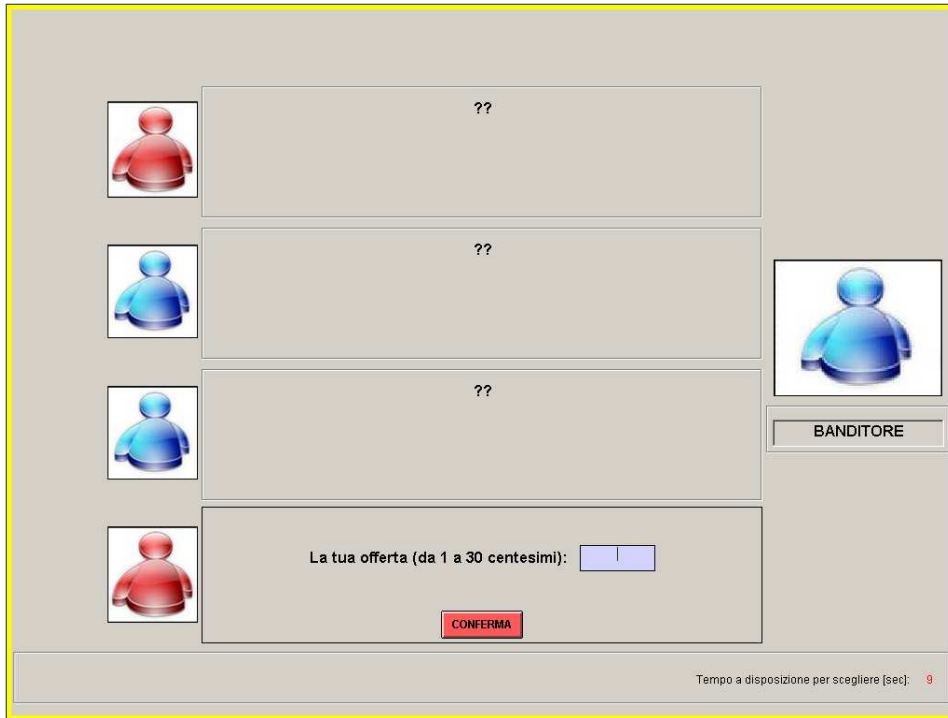 ??
??
??
BANDITORE
La tua offerta (da 1 a 30 centesimi):
CONFERMA
Tempo a disposizione per scegliere [sec]: 9